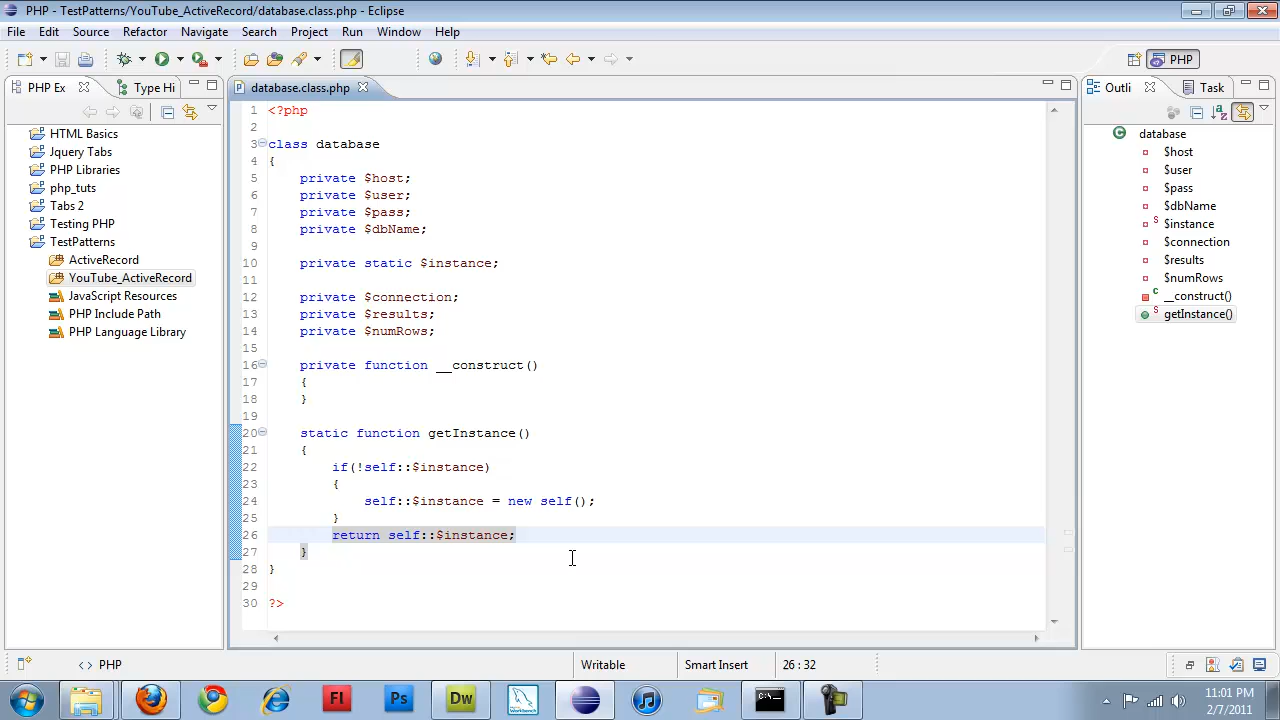 PHP - TestPatterns/YouTube_ActiveRecord/database.class.php - Eclipse
File Edit Source Refactor Navigate Search Project Run Window Help
PHP
PHP Ex
Type Hi
HTML Basics
Jquery Tabs
PHP Libraries
php_tuts
Tabs 2
Testing PHP
TestPatterns
ActiveRecord
YouTube_ActiveRecord
JavaScript Resources
PHP Include Path
PHP Language Library
database.class.php
1 <?php
2
3 class database
4 {
5 private $host;
6 private $user;
7 private $pass;
8 private $dbName;
9
10 private static $instance;
11
12 private $connection;
13 private $results;
14 private $numRows;
15
16 private function __construct()
17 {
18 }
19
20 static function getInstance()
21 {
22 if(!self::$instance)
23 {
24 self::$instance = new self();
25 }
26 return self::$instance;
27 }
28 }
29
30 ?>
Outli
Task
database
$host
$user
$pass
$dbName
$instance
$connection
$results
$numRows
__construct()
getInstance()
<> PHP Writable Smart Insert 26 : 32
Fl Ps Dw
Workbench
C:\
11:01 PM
2/7/2011